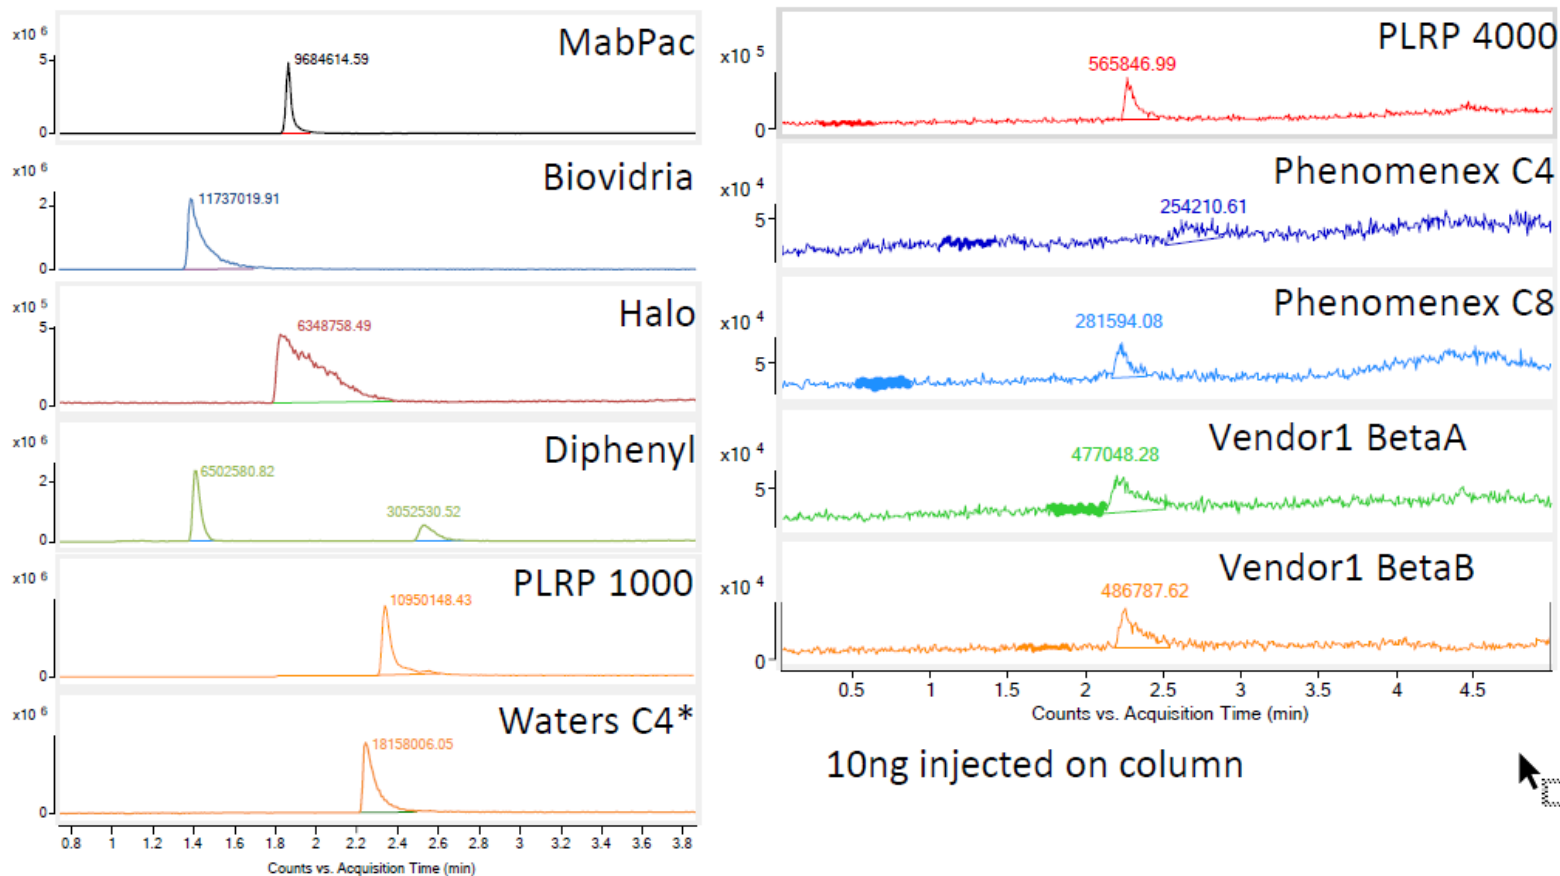 MabPac
x10 6
5
9684614.59
0
Biovidria
x10 6
2
11737019.91
0
Halo
x10 5
5
6348758.49
0
Diphenyl
x10 6
2
6502580.82
3052530.52
0
PLRP 1000
x10 6
10950148.43
0
Waters C4*
x10 6
18158006.05
0
0.8 1 1.2 1.4 1.6 1.8 2 2.2 2.4 2.6 2.8 3 3.2 3.4 3.6 3.8
Counts vs. Acquisition Time (min)
PLRP 4000
x10 5
565846.99
0
Phenomenex C4
x10 4
5
254210.61
Phenomenex C8
x10 4
5
281594.08
Vendor1 BetaA
x10 4
5
477048.28
Vendor1 BetaB
x10 4
486787.62
0
0.5 1 1.5 2 2.5 3 3.5 4 4.5
Counts vs. Acquisition Time (min)
10ng injected on column